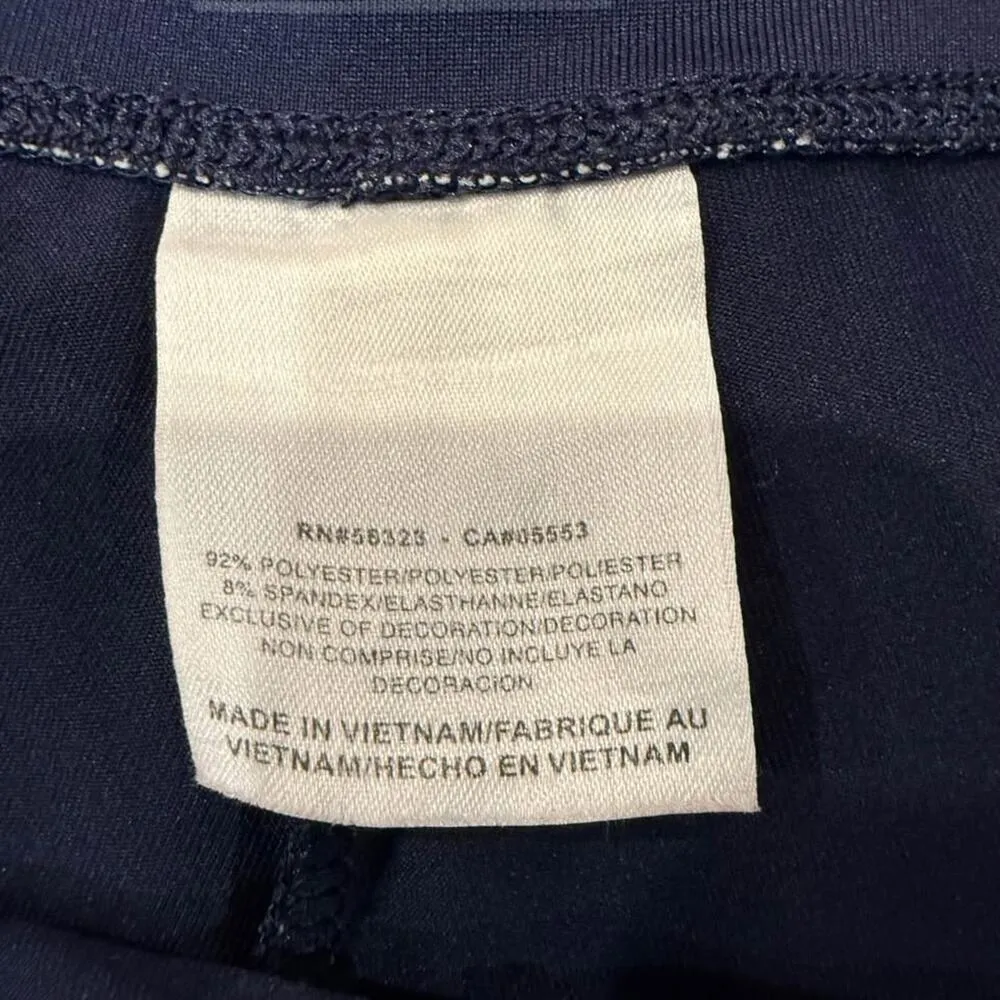 RN#56323 - CA#05553
92% POLYESTER/POLYESTER/POLIESTER
8% SPANDEX/ELASTHANNE/ELASTANO
EXCLUSIVE OF DECORATION/DECORATION
NON COMPRISE/NO INCLUYE LA
DECORACION
MADE IN VIETNAM/FABRIQUE AU
VIETNAM/HECHO EN VIETNAM